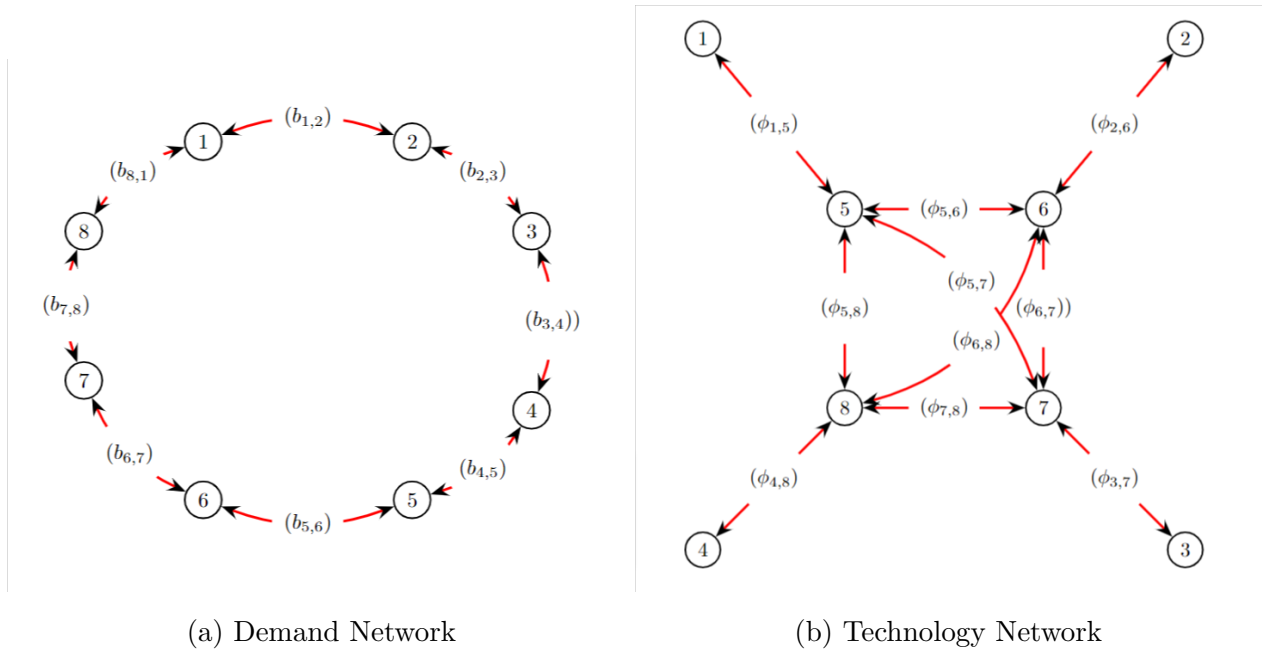 (b_{1,2})
1
2
(b_{8,1})
(b_{2,3})
8
3
(b_{7,8})
(b_{3,4}))
7
4
(b_{6,7})
(b_{4,5})
6
5
(b_{5,6})
(a) Demand Network
1
2
(ϕ_{1,5})
(ϕ_{2,6})
5
(ϕ_{5,6})
6
(ϕ_{5,7})
(ϕ_{5,8})
(ϕ_{6,7}))
(ϕ_{6,8})
8
(ϕ_{7,8})
7
(ϕ_{4,8})
(ϕ_{3,7})
4
3
(b) Technology Network